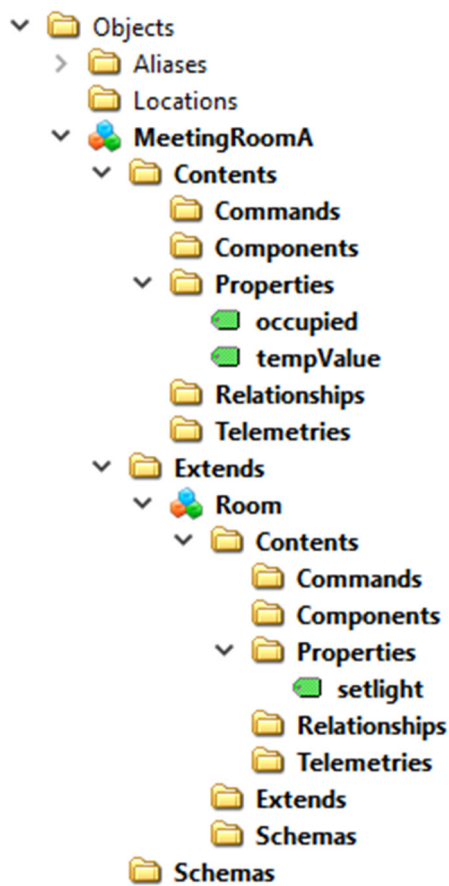 Objects
Aliases
Locations
MeetingRoomA
Contents
Commands
Components
Properties
occupied
tempValue
Relationships
Telemetries
Extends
Room
Contents
Commands
Components
Properties
setlight
Relationships
Telemetries
Extends
Schemas
Schemas